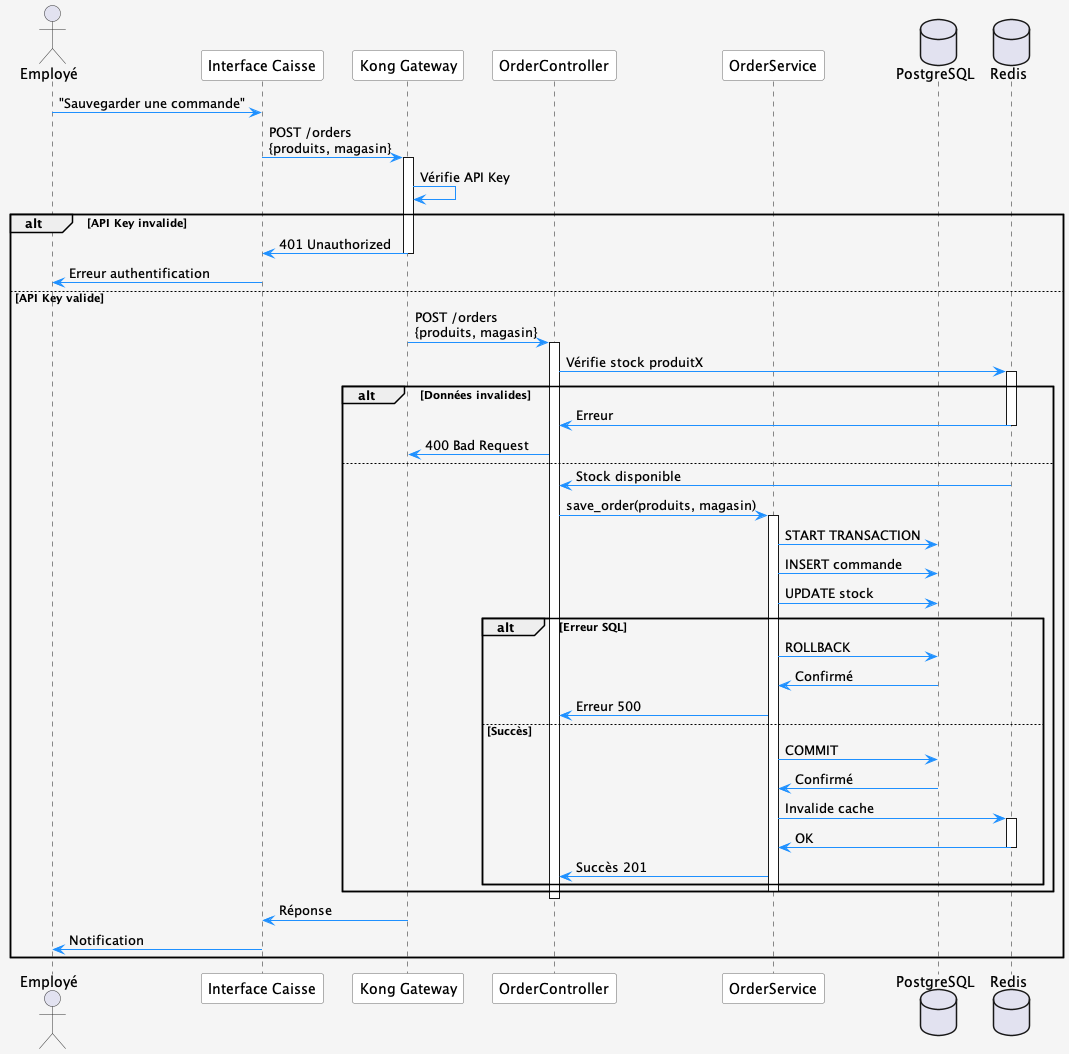 Employé
Interface Caisse
Kong Gateway
OrderController
OrderService
PostgreSQL
Redis
"Sauvegarder une commande"
POST /orders
{produits, magasin}
Vérifie API Key
alt
[API Key invalide]
401 Unauthorized
Erreur authentification
[API Key valide]
POST /orders
{produits, magasin}
Vérifie stock produitX
alt
[Données invalides]
Erreur
400 Bad Request
Stock disponible
save_order(produits, magasin)
START TRANSACTION
INSERT commande
UPDATE stock
alt
[Erreur SQL]
ROLLBACK
Confirmé
Erreur 500
[Succès]
COMMIT
Confirmé
Invalide cache
OK
Succès 201
Réponse
Notification
Employé
Interface Caisse
Kong Gateway
OrderController
OrderService
PostgreSQL
Redis